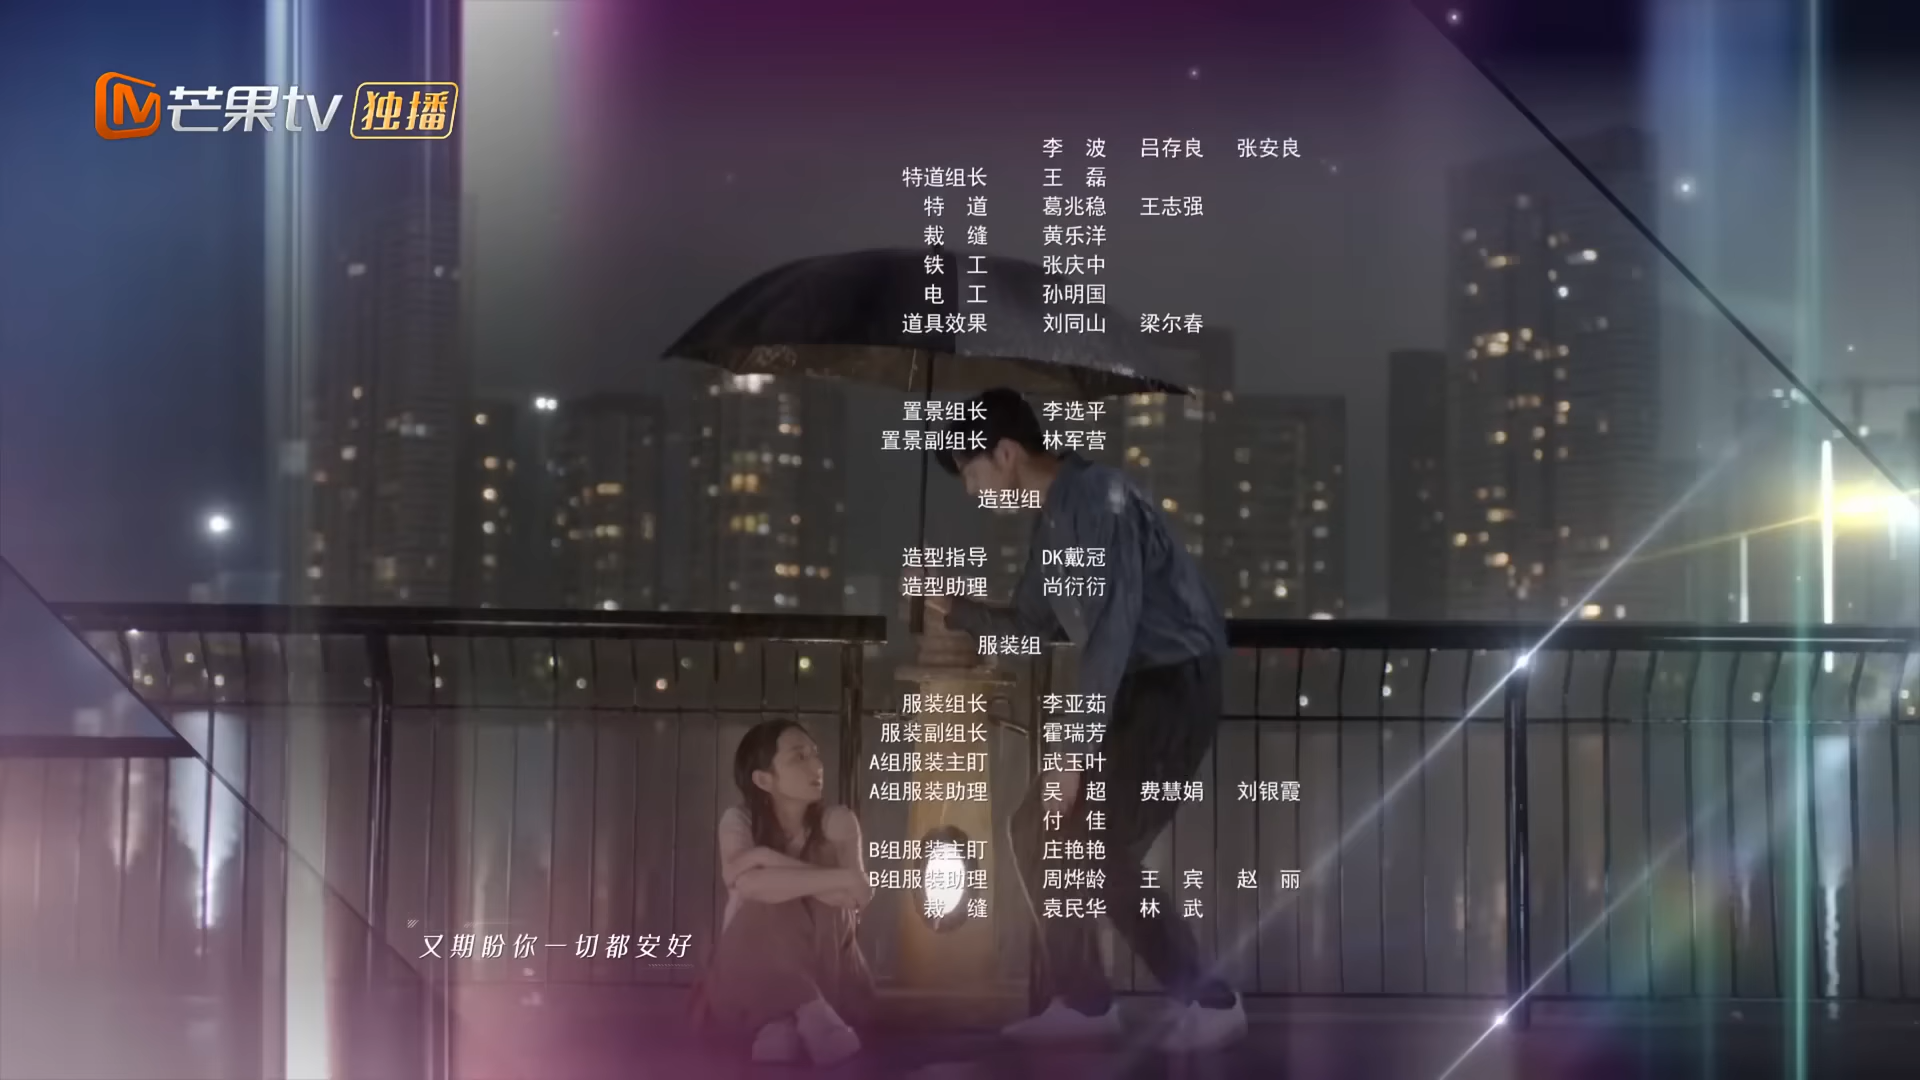 芒果tv 独播
李 波 吕存良 张安良
特道组长 王 磊
特 道 葛兆稳 王志强
裁 缝 黄乐洋
铁 工 张庆中
电 工 孙明国
道具效果 刘同山 梁尔春
置景组长 李选平
置景副组长 林军营
造型组
造型指导 DK戴冠
造型助理 尚衍衍
服装组
服装组长 李亚茹
服装副组长 霍瑞芳
A组服装主盯 武玉叶
A组服装助理 吴 超 费慧娟 刘银霞
付 佳
B组服装主盯 庄艳艳
B组服装助理 周烨龄 王 宾 赵 丽
裁 缝 袁民华 林 武
又期盼你一切都安好